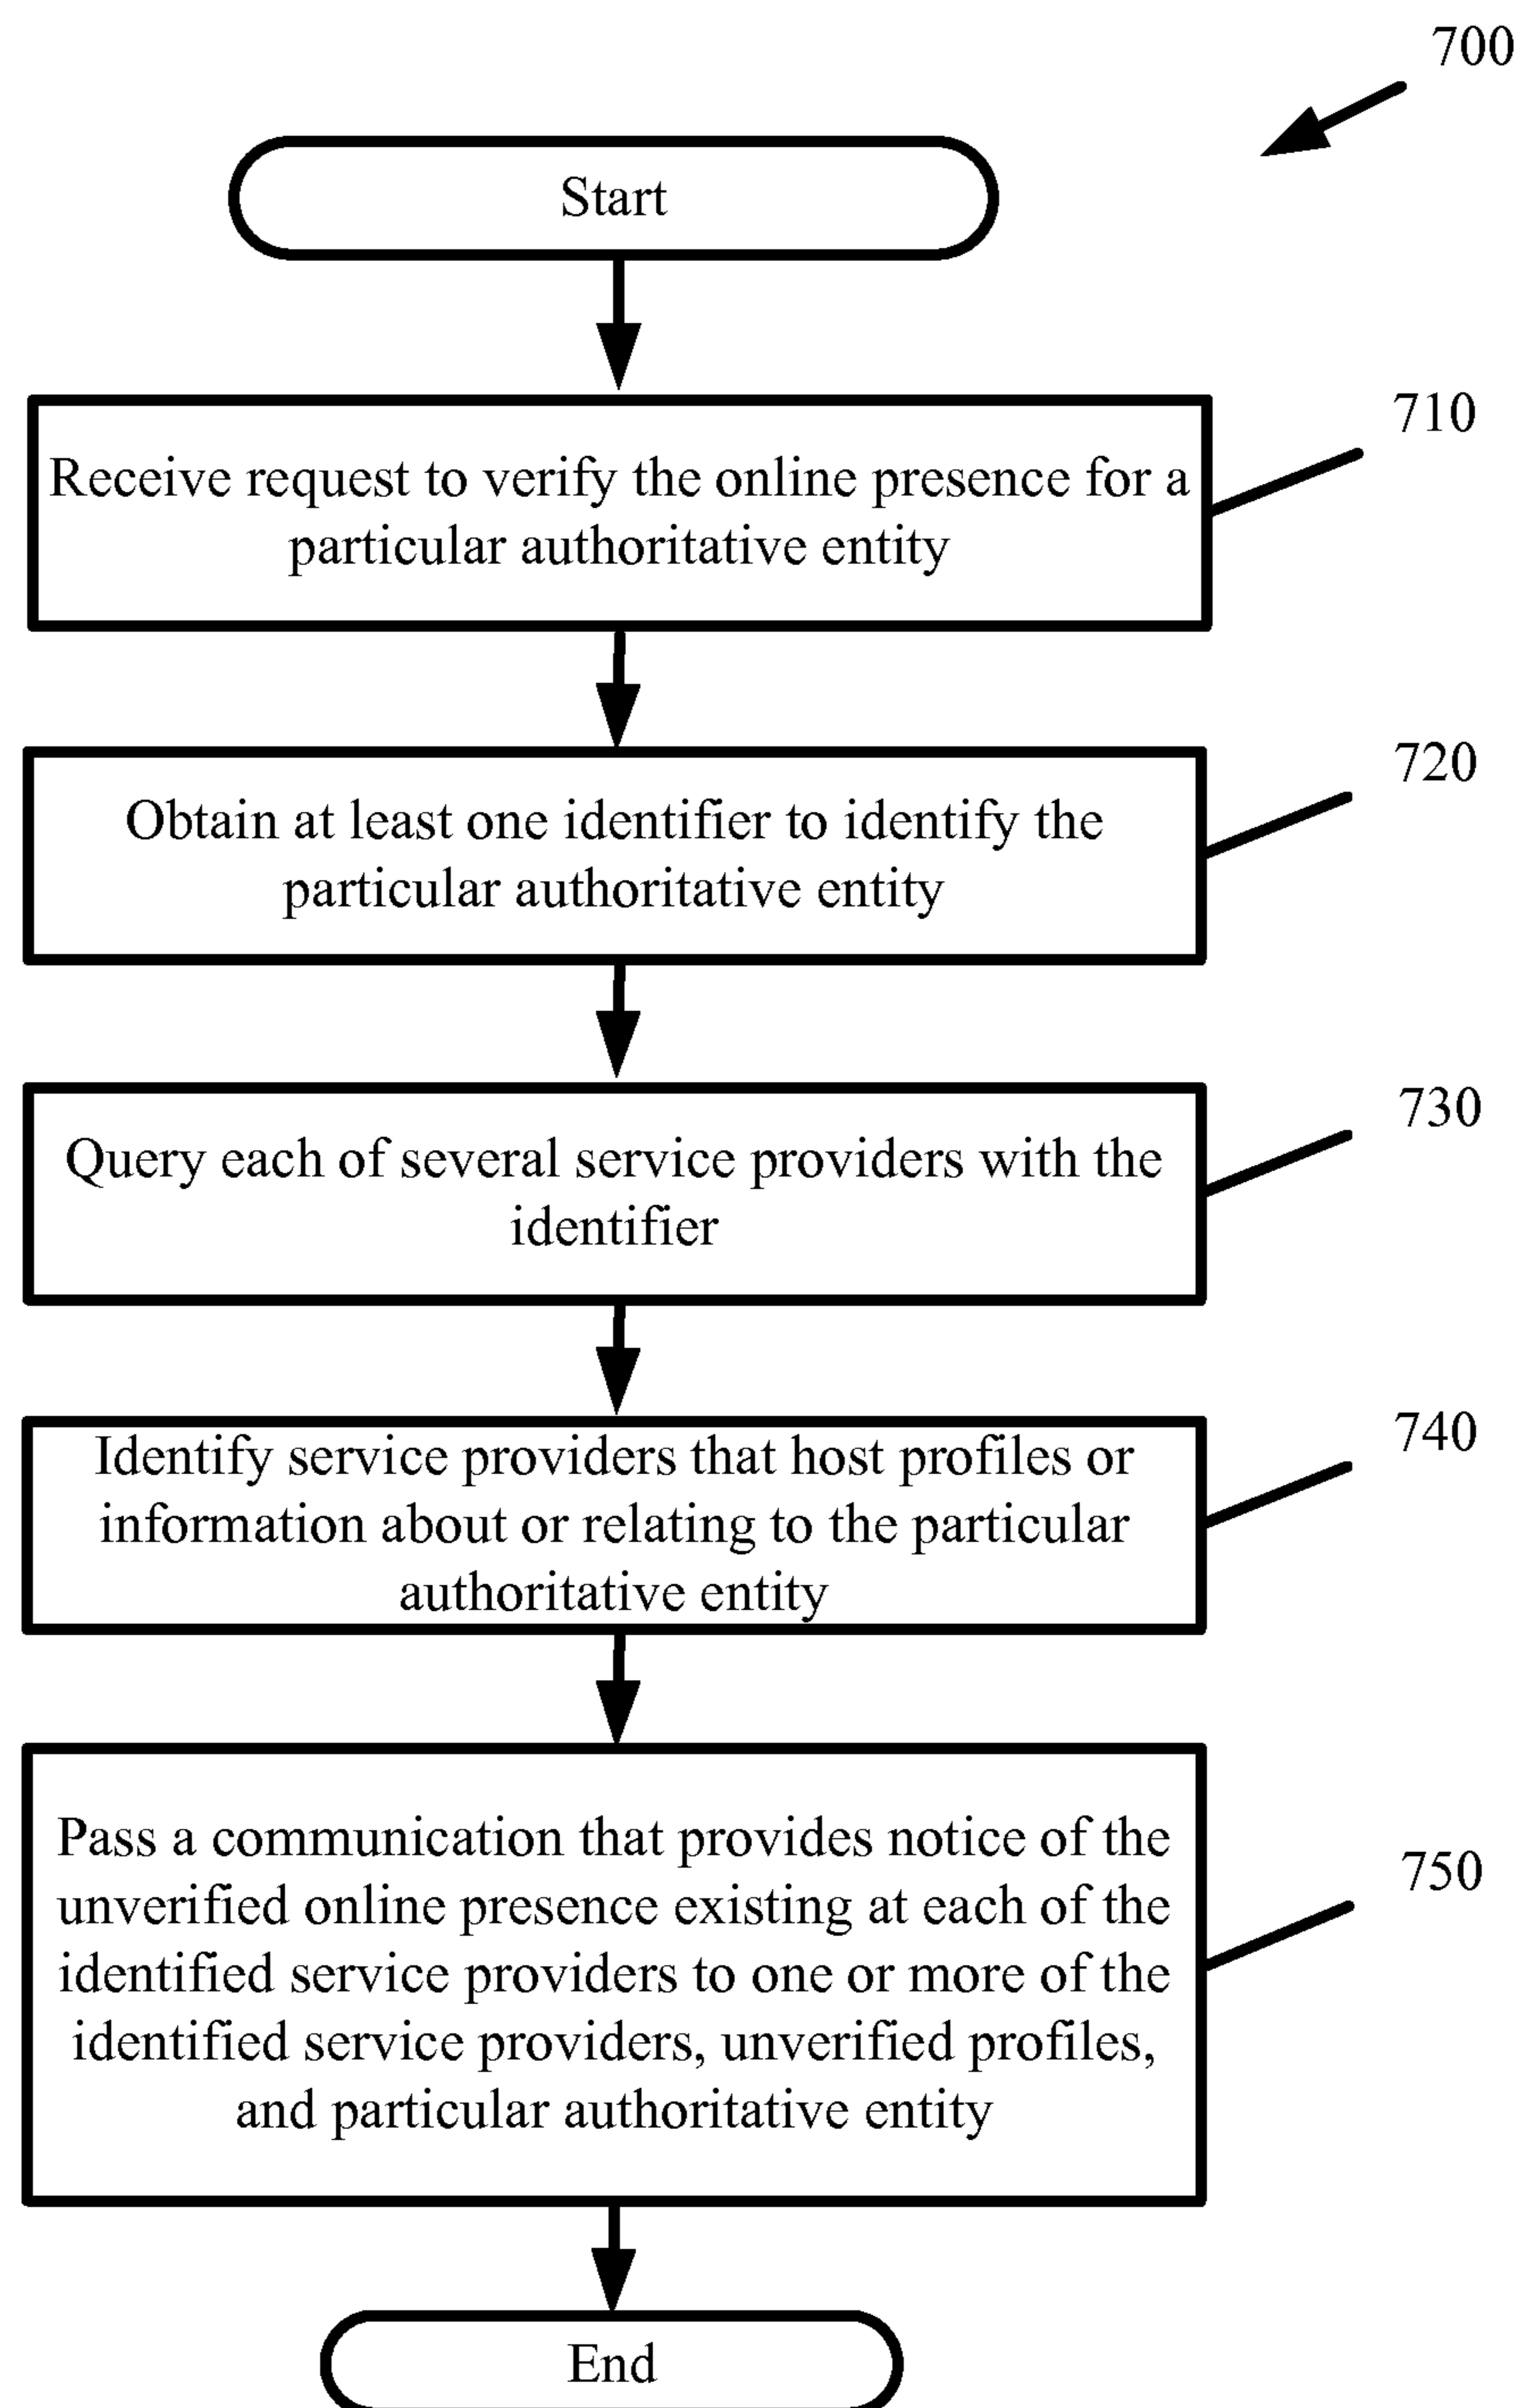 700
Start
710
Receive request to verify the online presence for a
particular authoritative entity
720
Obtain at least one identifier to identify the
particular authoritative entity
730
Query each of several service providers with the
identifier
740
Identify service providers that host profiles or
information about or relating to the particular
authoritative entity
750
Pass a communication that provides notice of the
unverified online presence existing at each of the
identified service providers to one or more of the
identified service providers, unverified profiles,
and particular authoritative entity
End